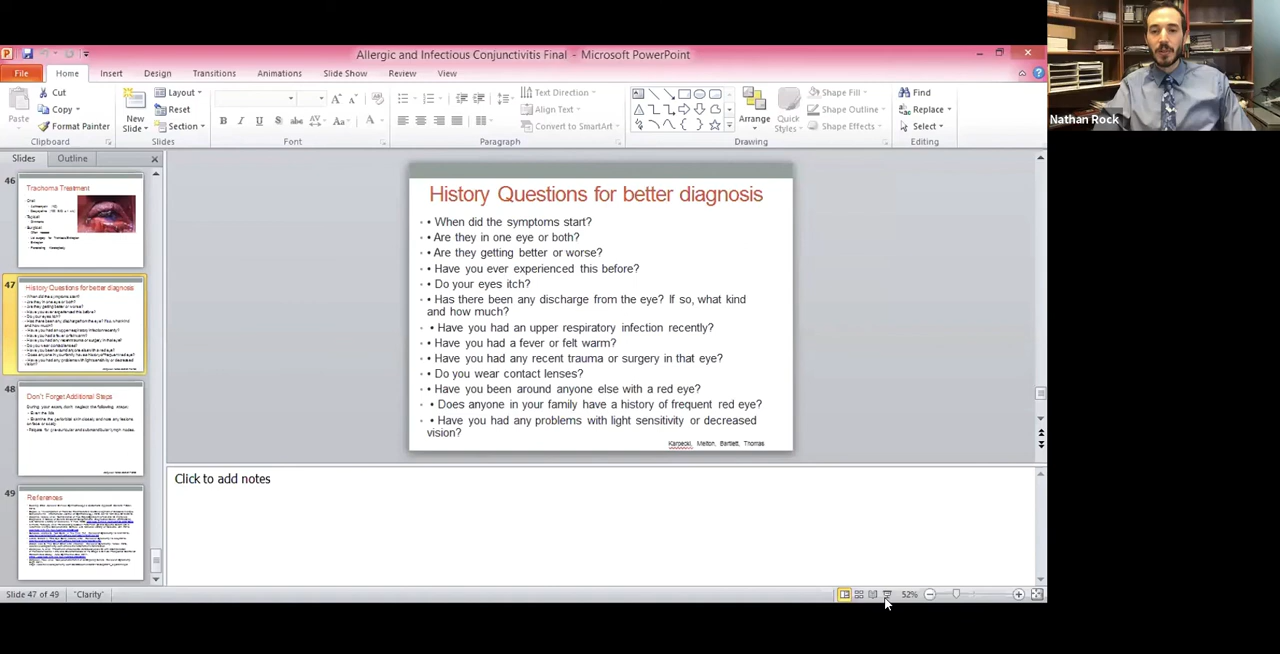 Allergic and Infectious Conjunctivitis Final - Microsoft PowerPoint
File Home Insert Design Transitions Animations Slide Show Review View
Cut
Copy
Format Painter
Paste
Clipboard
New
Slide
Layout
Reset
Section
Slides
Font
Text Direction
Align Text
Convert to SmartArt
Paragraph
Arrange
Quick
Styles
Shape Fill
Shape Outline
Shape Effects
Drawing
Find
Replace
Select
Editing
Nathan Rock
Slides Outline
46
Trachoma Treatment
47
History Questions for better diagnosis
48
Don't Forget Additional Steps
49
References
History Questions for better diagnosis
• • When did the symptoms start?
• • Are they in one eye or both?
• • Are they getting better or worse?
• • Have you ever experienced this before?
• • Do your eyes itch?
• • Has there been any discharge from the eye? If so, what kind
and how much?
• • Have you had an upper respiratory infection recently?
• • Have you had a fever or felt warm?
• • Have you had any recent trauma or surgery in that eye?
• • Do you wear contact lenses?
• • Have you been around anyone else with a red eye?
• • Does anyone in your family have a history of frequent red eye?
• • Have you had any problems with light sensitivity or decreased
vision?
Karpecki, Melton, Bartlett, Thomas
Click to add notes
Slide 47 of 49 "Clarity" 52%